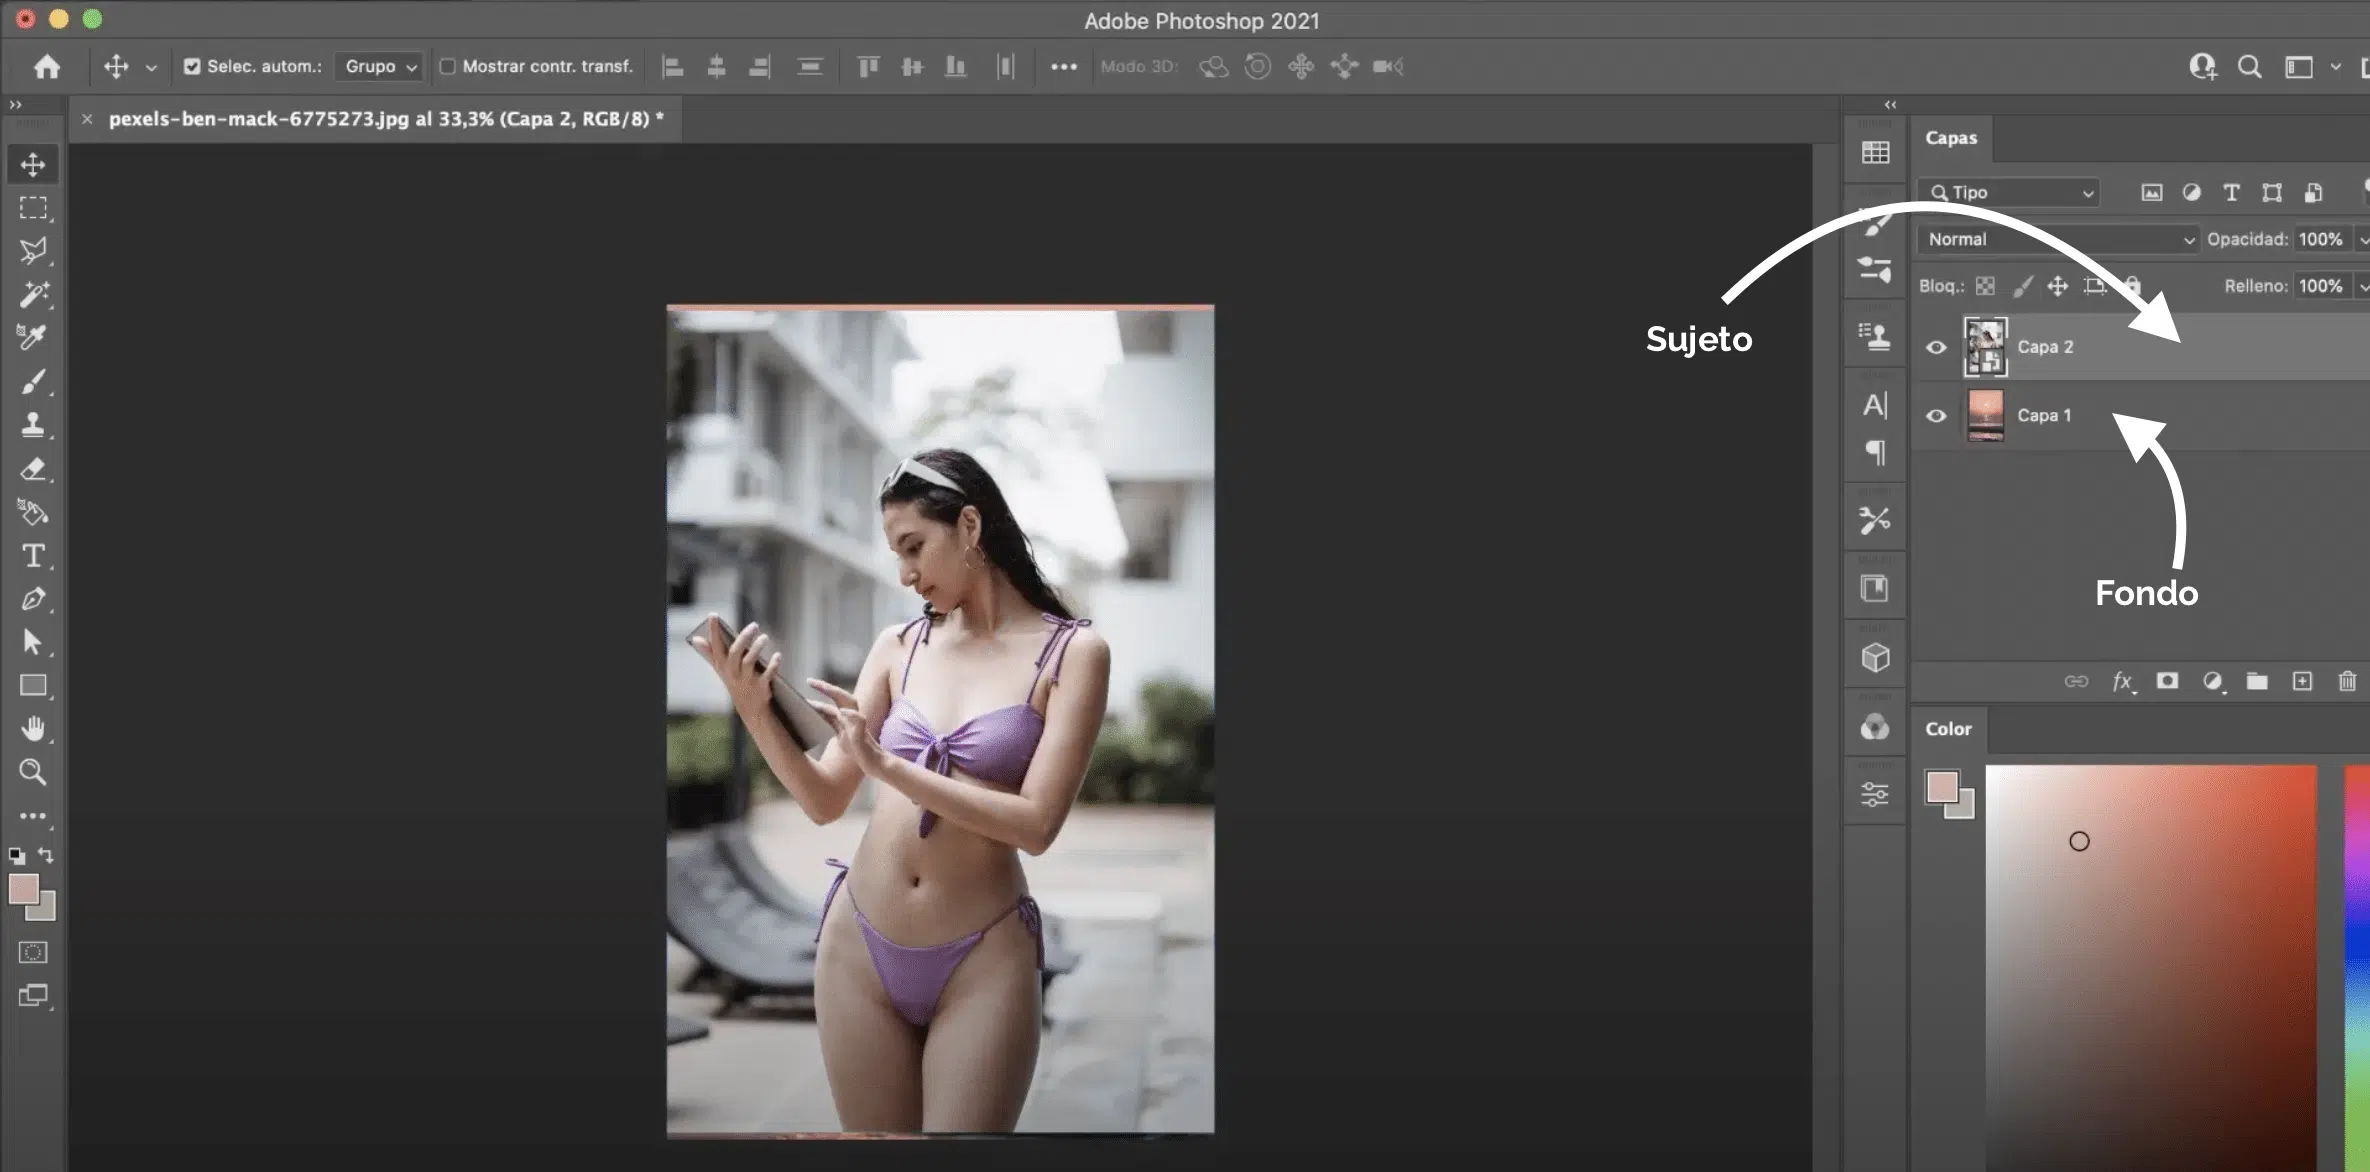 Adobe Photoshop 2021
Selec. autom.: Grupo Mostrar contr. transf. Modo 3D:
pexels-ben-mack-6775273.jpg al 33,3% (Capa 2, RGB/8) *
Capas
Tipo
Normal Opacidad: 100%
Bloq.: Relleno: 100%
Sujeto
Capa 2
Capa 1
Fondo
fx
Color